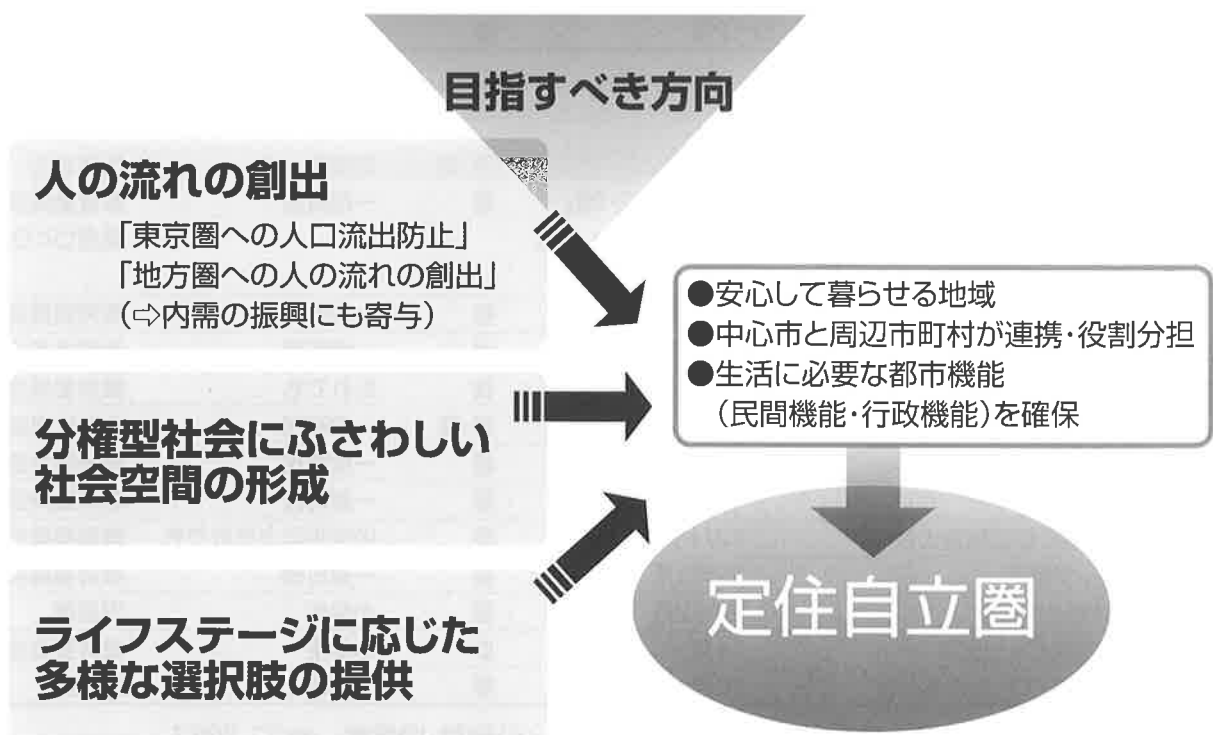 目指すべき方向
人の流れの創出
「東京圏への人口流出防止」
「地方圏への人の流れの創出」
(⇨内需の振興にも寄与)
分権型社会にふさわしい
社会空間の形成
ライフステージに応じた
多様な選択肢の提供
●安心して暮らせる地域
●中心市と周辺市町村が連携・役割分担
●生活に必要な都市機能
(民間機能・行政機能)を確保
定住自立圏